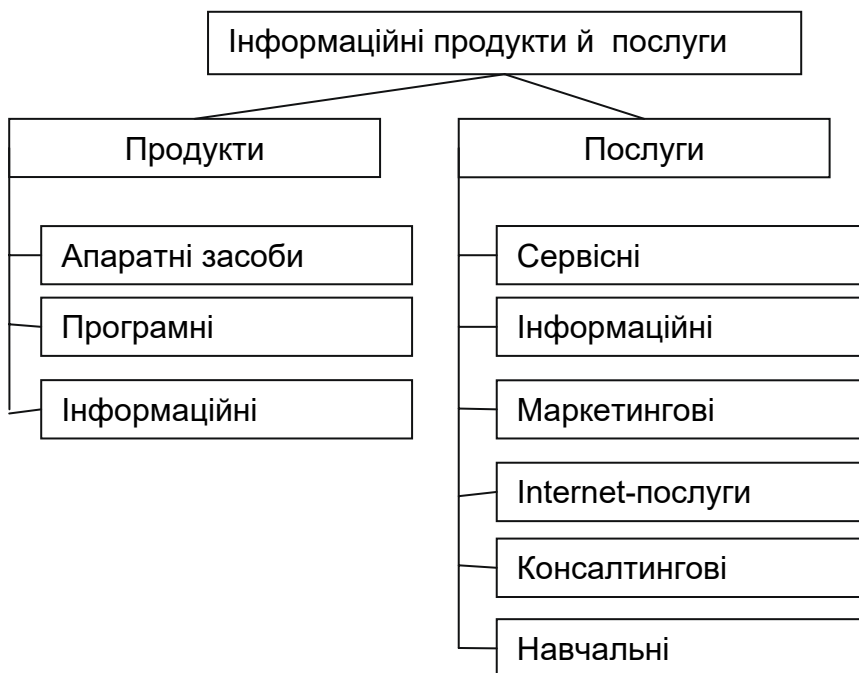 Інформаційні продукти й послуги
Продукти
Апаратні засоби
Програмні
Інформаційні
Послуги
Сервісні
Інформаційні
Маркетингові
Internet-послуги
Консалтингові
Навчальні